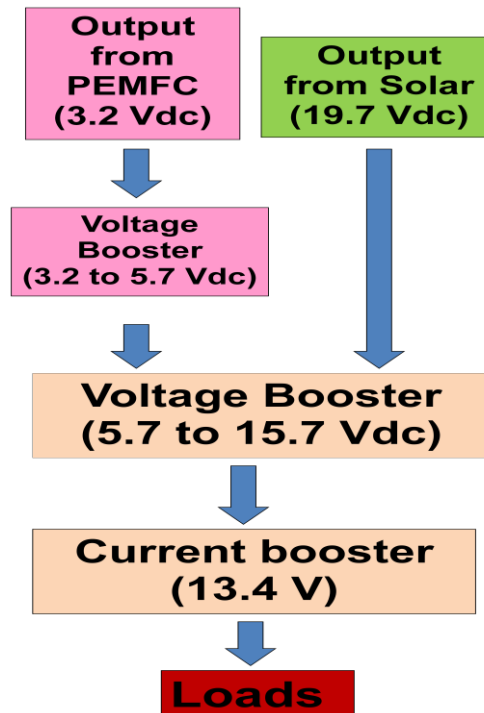 Output
from
PEMFC
(3.2 Vdc)
Output
from Solar
(19.7 Vdc)
Voltage
Booster
(3.2 to 5.7 Vdc)
Voltage Booster
(5.7 to 15.7 Vdc)
Current booster
(13.4 V)
Loads